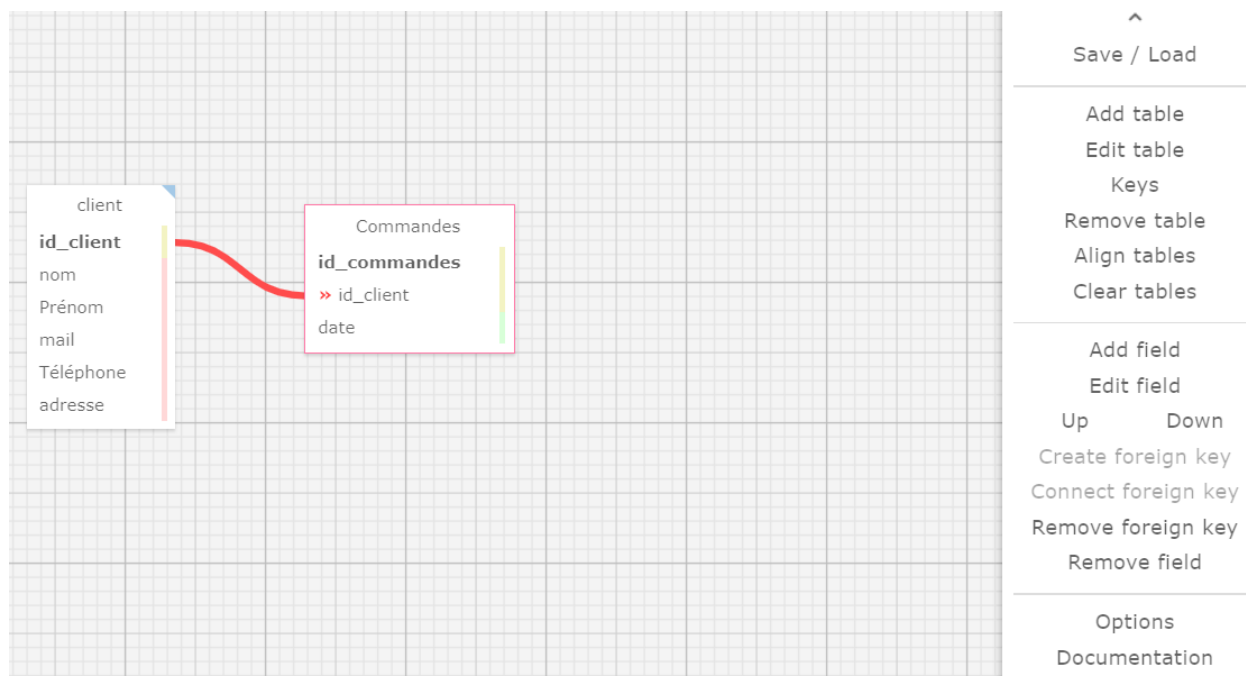 client
id_client
nom
Prénom
mail
Téléphone
adresse
Commandes
id_commandes
» id_client
date
Save / Load
Add table
Edit table
Keys
Remove table
Align tables
Clear tables
Add field
Edit field
Up Down
Create foreign key
Connect foreign key
Remove foreign key
Remove field
Options
Documentation